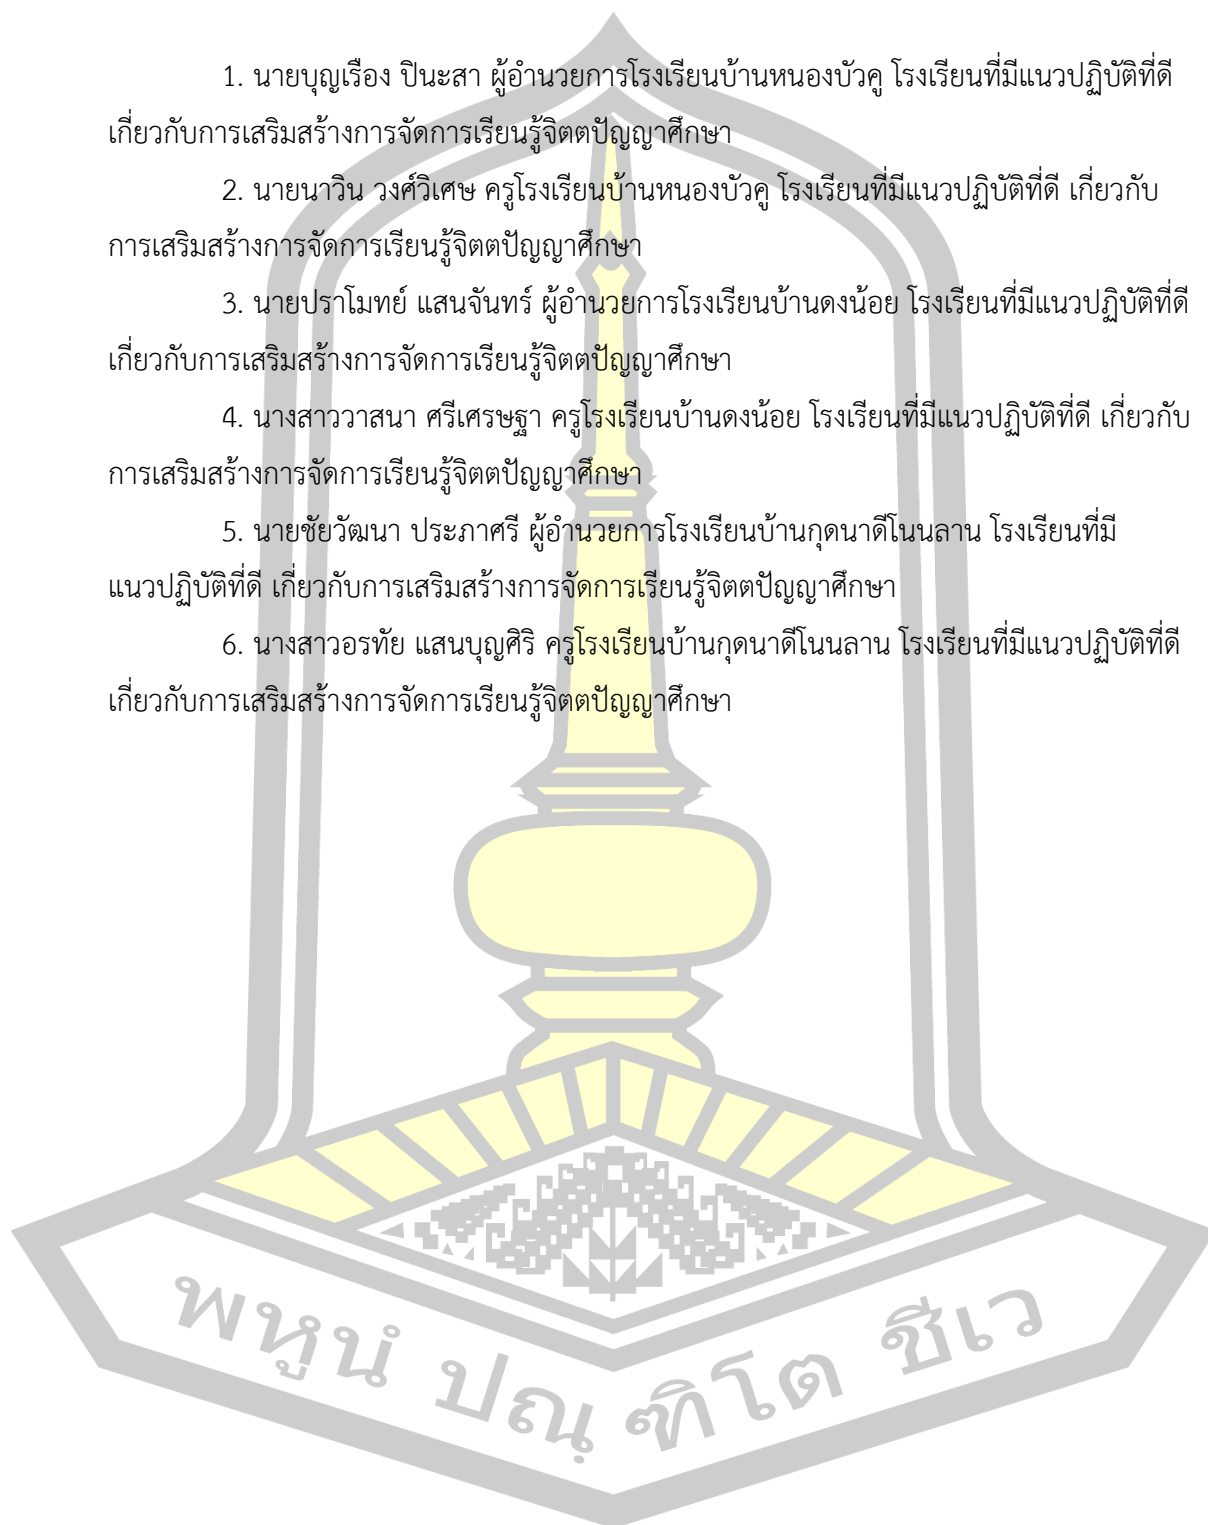 1. นายบุญเรือง ปินะสา ผู้อำนวยการโรงเรียนบ้านหนองบัวคู โรงเรียนที่มีแนวปฏิบัติที่ดี
เกี่ยวกับการเสริมสร้างการจัดการเรียนรู้จิตตปัญญาศึกษา
2. นายนาวิน วงศ์วิเศษ ครูโรงเรียนบ้านหนองบัวคู โรงเรียนที่มีแนวปฏิบัติที่ดี เกี่ยวกับ
การเสริมสร้างการจัดการเรียนรู้จิตตปัญญาศึกษา
3. นายปราโมทย์ แสนจันทร์ ผู้อำนวยการโรงเรียนบ้านดงน้อย โรงเรียนที่มีแนวปฏิบัติที่ดี
เกี่ยวกับการเสริมสร้างการจัดการเรียนรู้จิตตปัญญาศึกษา
4. นางสาววาสนา ศรีเศรษฐา ครูโรงเรียนบ้านดงน้อย โรงเรียนที่มีแนวปฏิบัติที่ดี เกี่ยวกับ
การเสริมสร้างการจัดการเรียนรู้จิตตปัญญาศึกษา
5. นายชัยวัฒนา ประภาศรี ผู้อำนวยการโรงเรียนบ้านกุดนาดีโนนลาน โรงเรียนที่มี
แนวปฏิบัติที่ดี เกี่ยวกับการเสริมสร้างการจัดการเรียนรู้จิตตปัญญาศึกษา
6. นางสาวอรทัย แสนบุญศิริ ครูโรงเรียนบ้านกุดนาดีโนนลาน โรงเรียนที่มีแนวปฏิบัติที่ดี
เกี่ยวกับการเสริมสร้างการจัดการเรียนรู้จิตตปัญญาศึกษา
พหูนํ ปณฺ ฑิโต ชีเว